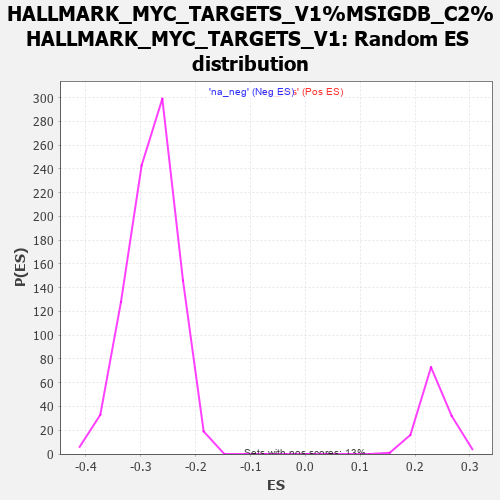 HALLMARK_MYC_TARGETS_V1%MSIGDB_C2%
HALLMARK_MYC_TARGETS_V1: Random ES
distribution
'na_neg' (Neg ES)
s' (Pos ES)
300
280
260
240
220
200
180
160
140
120
100
80
60
40
20
0
P(ES)
Sets with pos scores: 13%
-0.4 -0.3 -0.2 -0.1 0.0 0.1 0.2 0.3
ES